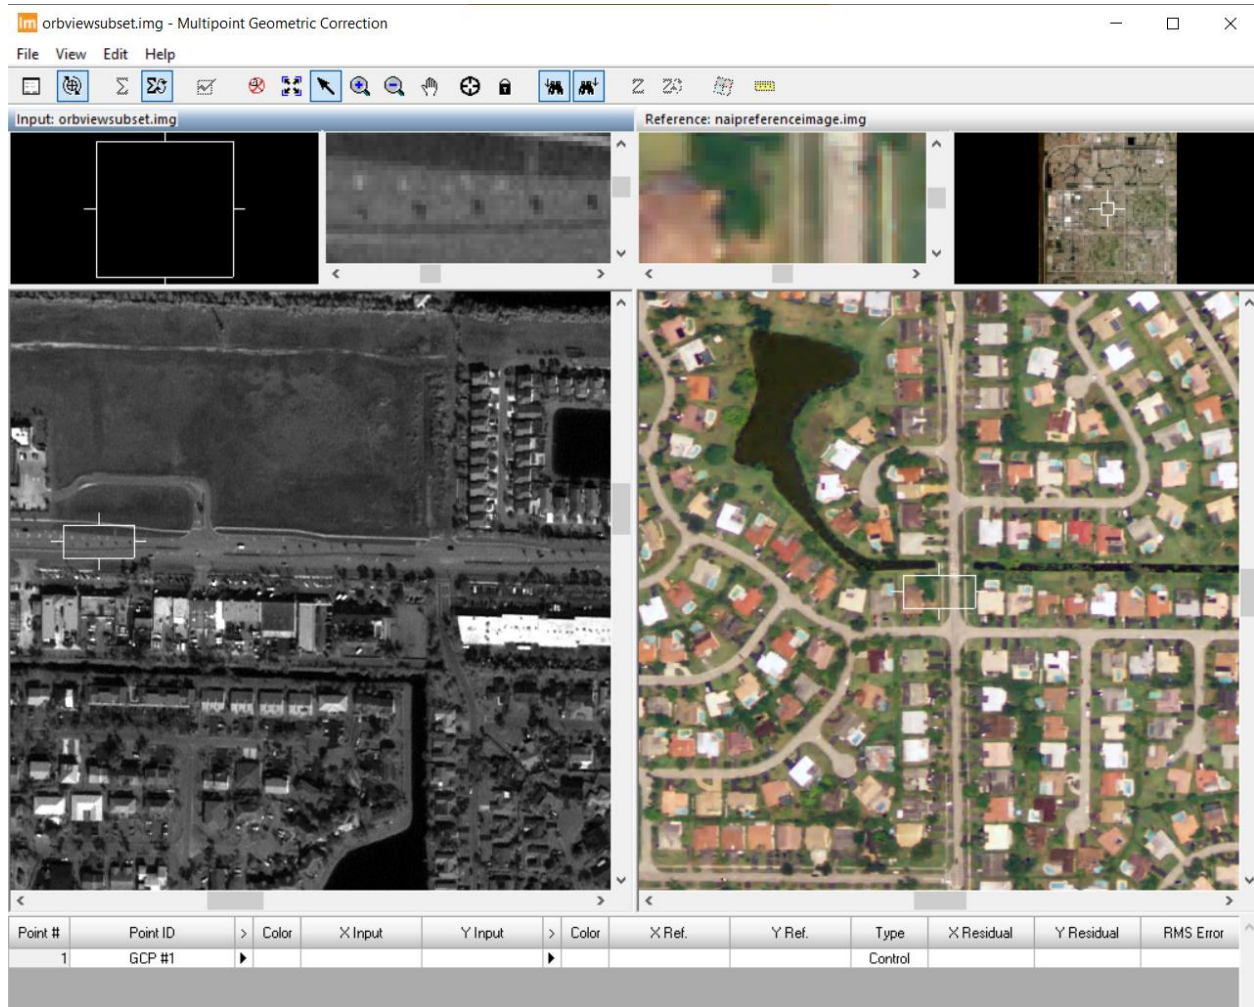 Im orbviewsubset.img - Multipoint Geometric Correction
File View Edit Help
Input: orbviewsubset.img
Reference: naipreferenceimage.img
Point # Point ID > Color X Input Y Input > Color X Ref. Y Ref. Type X Residual Y Residual RMS Error
1 GCP #1 Control